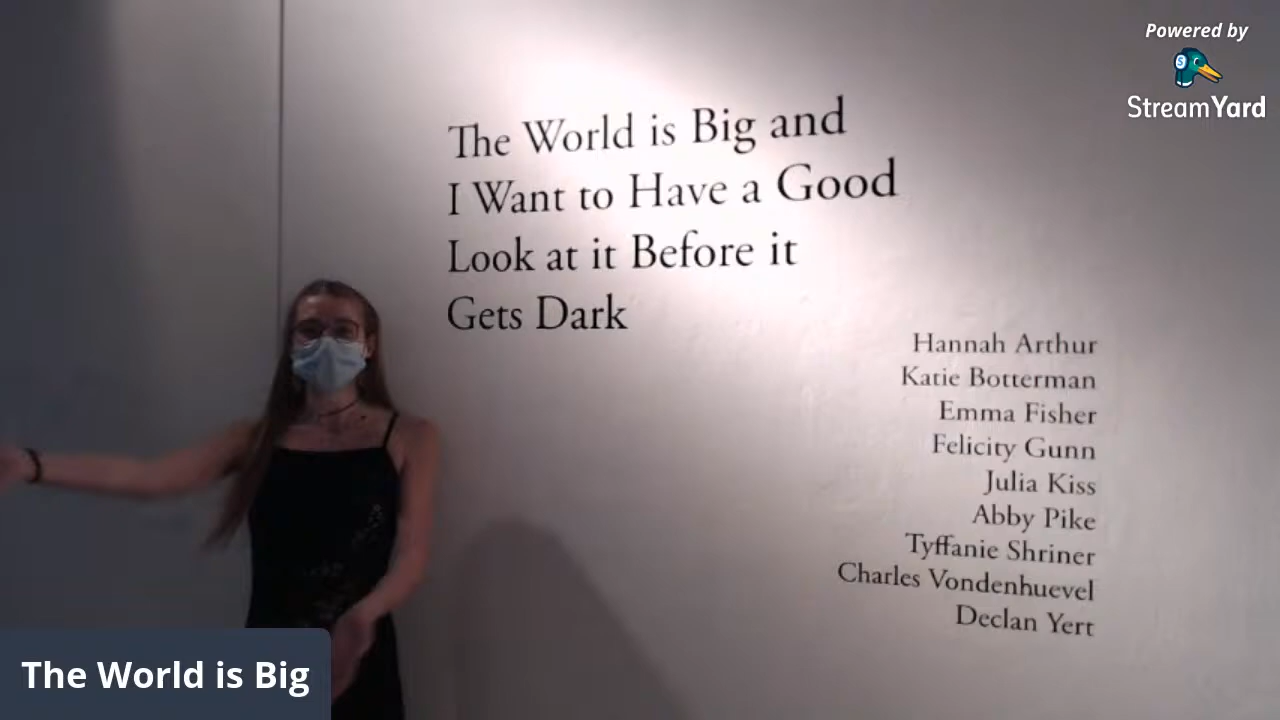 Powered by
StreamYard
The World is Big and
I Want to Have a Good
Look at it Before it
Gets Dark
Hannah Arthur
Katie Botterman
Emma Fisher
Felicity Gunn
Julia Kiss
Abby Pike
Tyffanie Shriner
Charles Vondenhuevel
Declan Yert
The World is Big